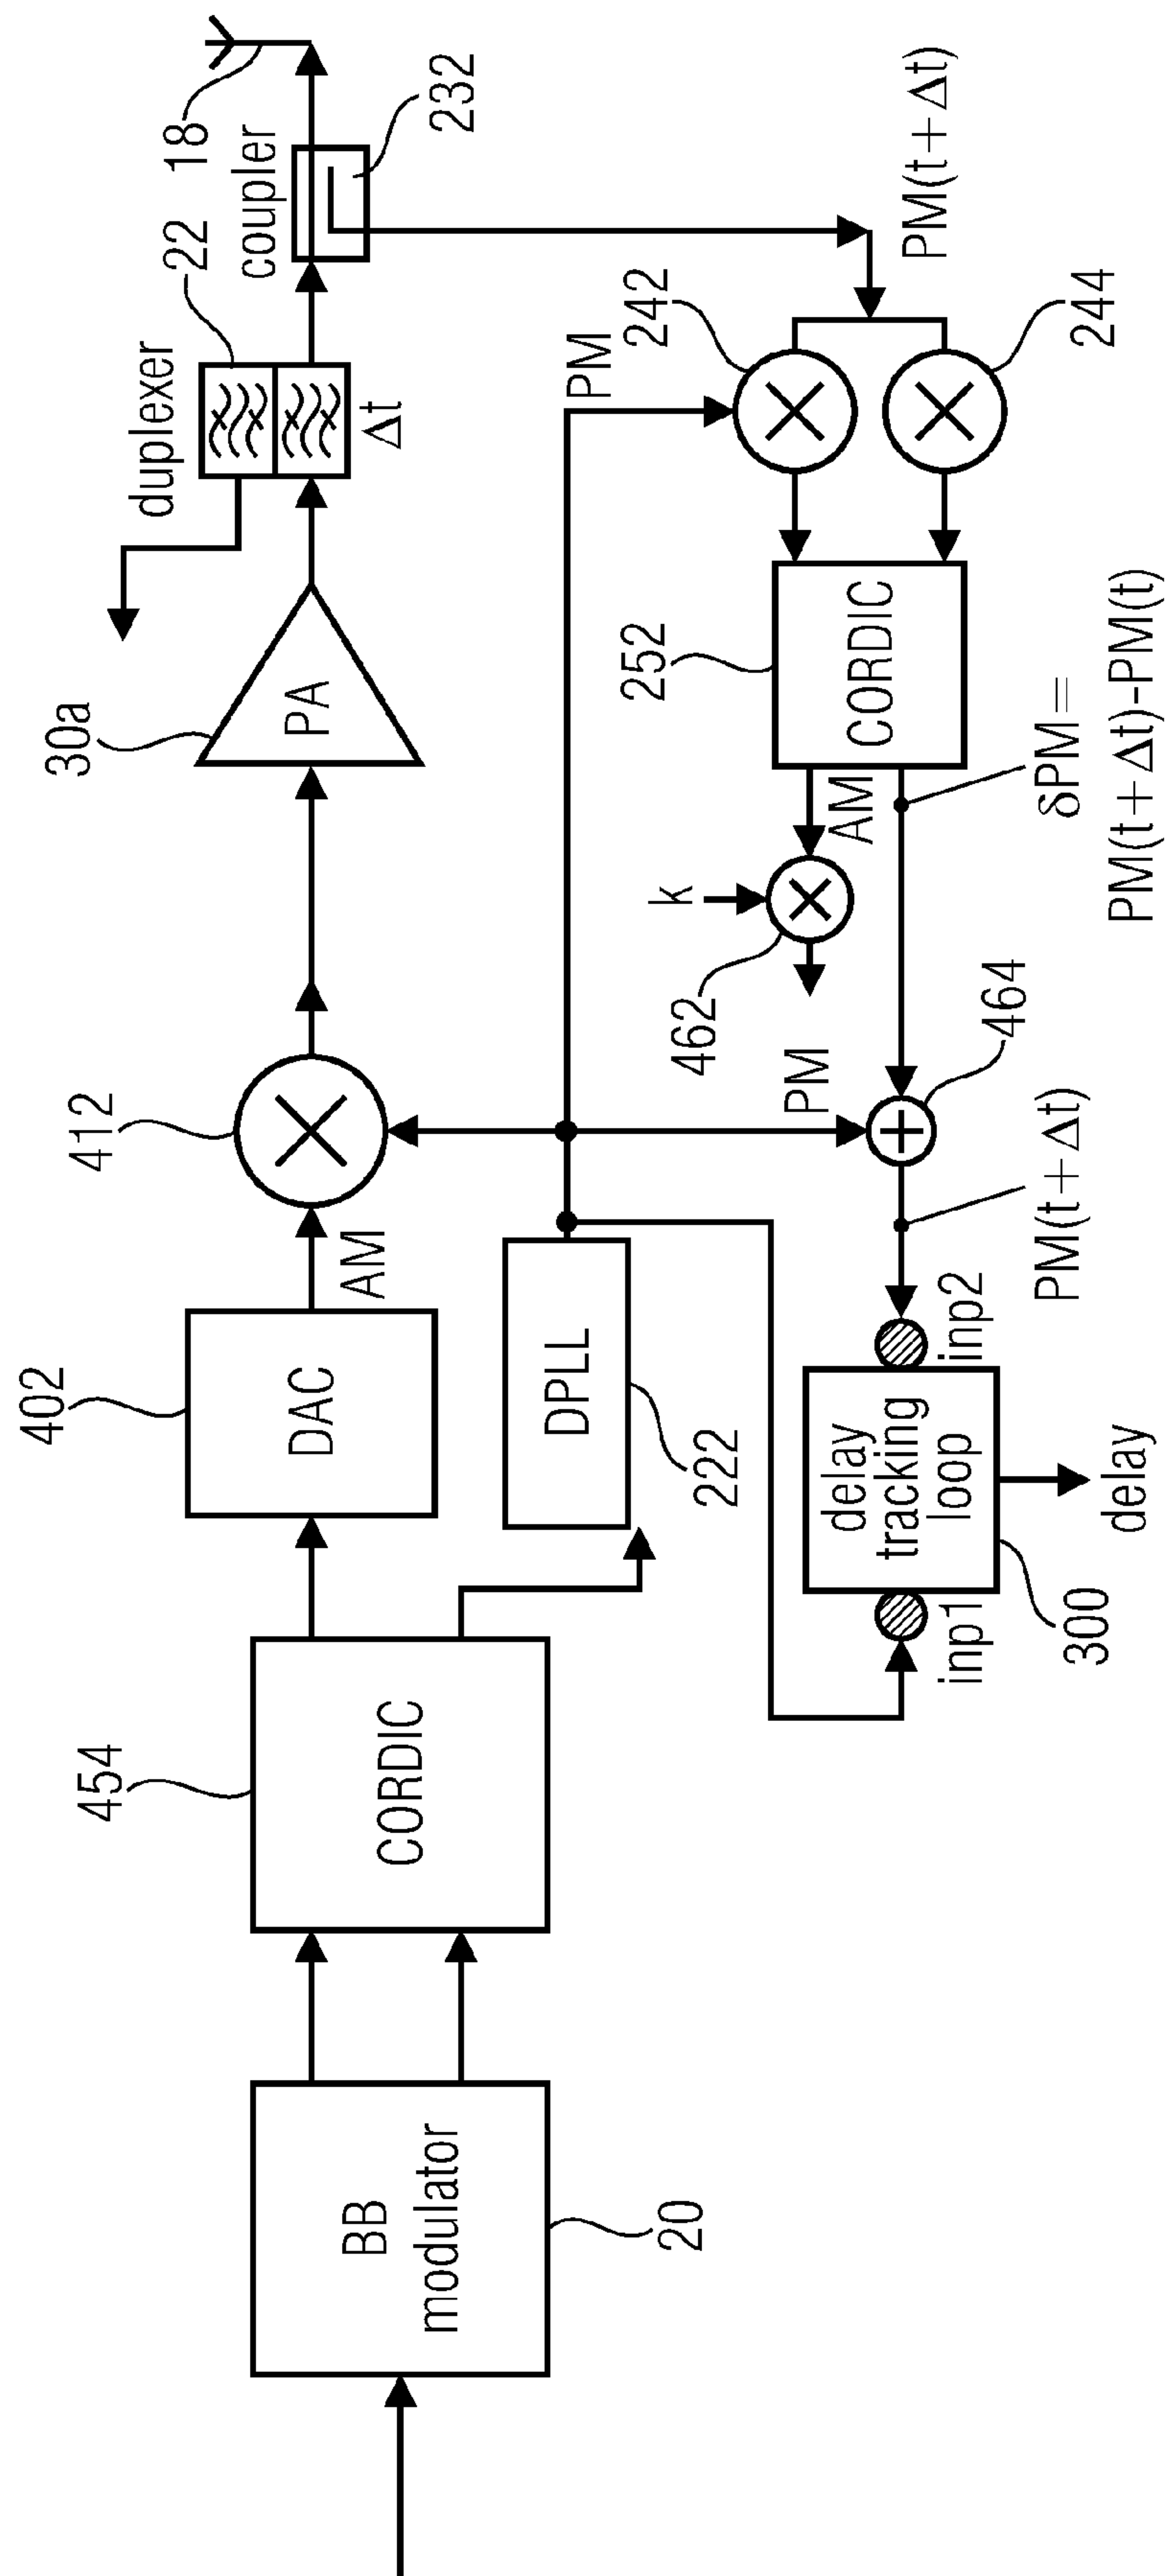 20
BB
modulator
454
CORDIC
402
DAC
AM
412
30a
PA
duplexer
22
Δt
coupler
18
232
DPLL
222
PM
242
244
PM(t+Δt)
252
CORDIC
AM
k
462
δPM=
PM(t+Δt)-PM(t)
PM
464
PM(t+Δt)
inp2
delay
tracking
loop
inp1
300
delay